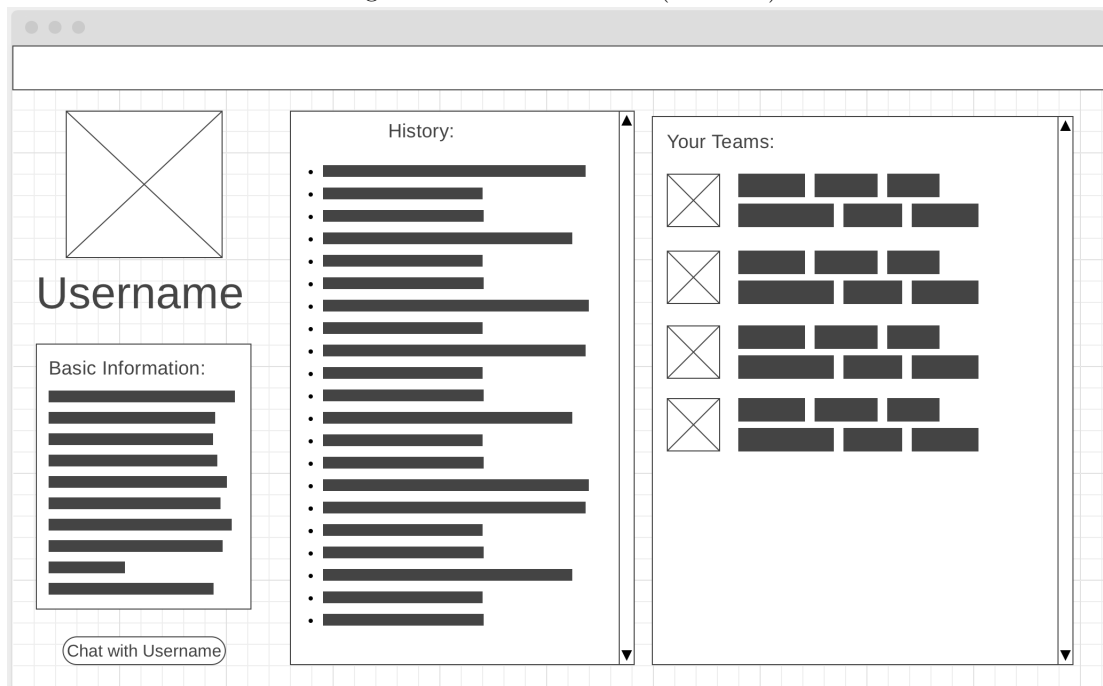 Username
Basic Information:
Chat with Username
History:
Your Teams: